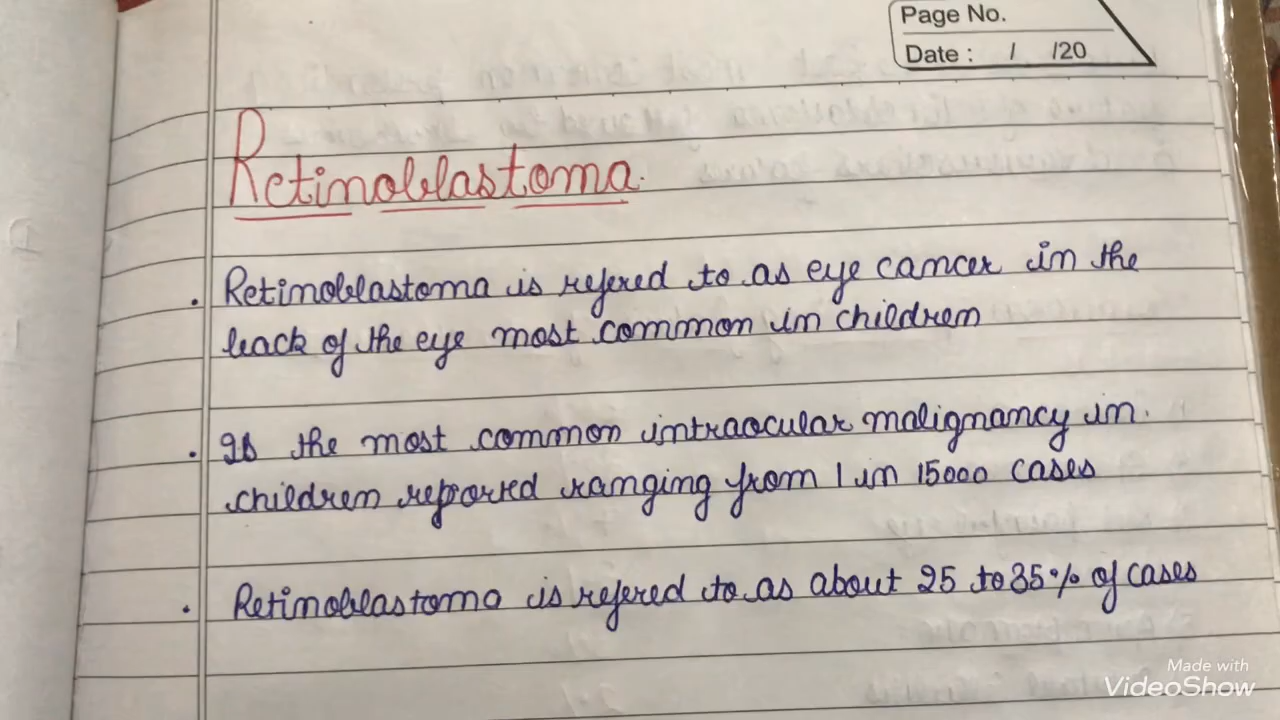 Page No.
Date : / /20
Retinoblastoma.
. Retinoblastoma is refered to as eye cancer in the
back of the eye most common in children
. Is the most common intraocular malignancy in.
children reported ranging from 1 in 15000 cases
. Retinoblastoma is refered to as about 25 to 35% of cases
Made with
VideoShow